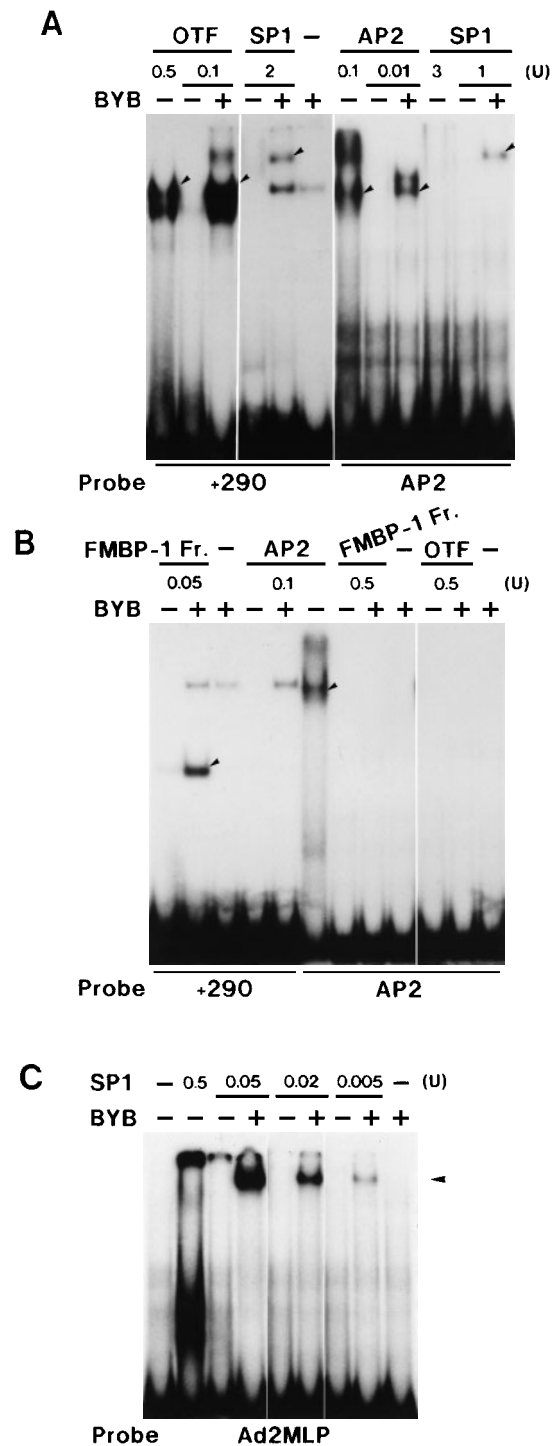 A
OTF SP1 – AP2 SP1
0.5 0.1 2 0.1 0.01 3 1 (U)
BYB – – + – + + – – + – – +
Probe +290 AP2
B
FMBP-1 Fr. – AP2 FMBP-1 Fr. – OTF –
0.05 0.1 0.5 0.5 (U)
BYB – + + – + – – + + – + +
Probe +290 AP2
C
SP1 – 0.5 0.05 0.02 0.005 – (U)
BYB – – – + – + – + +
Probe Ad2MLP